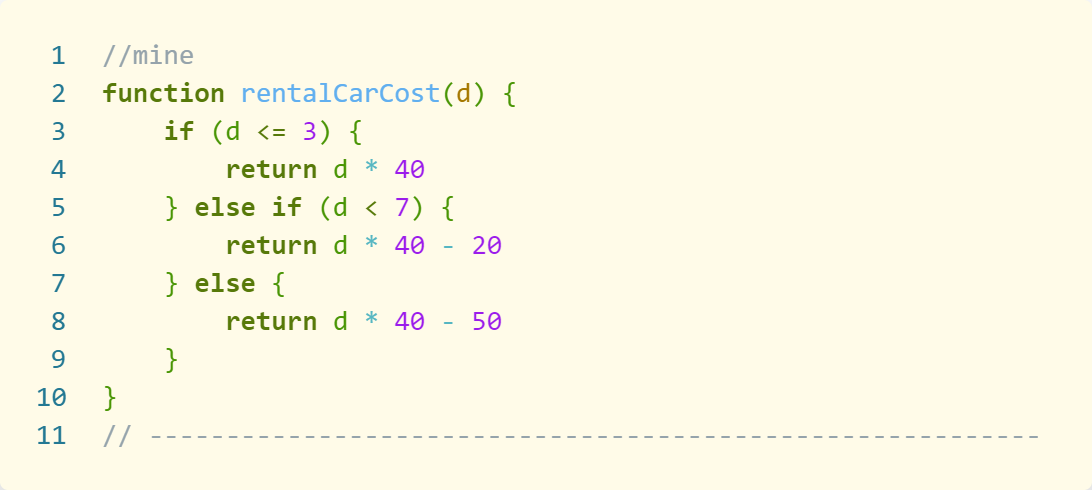 1 //mine
2 function rentalCarCost(d) {
3     if (d <= 3) {
4         return d * 40
5     } else if (d < 7) {
6         return d * 40 - 20
7     } else {
8         return d * 40 - 50
9     }
10 }
11 // ----------------------------------------------------------